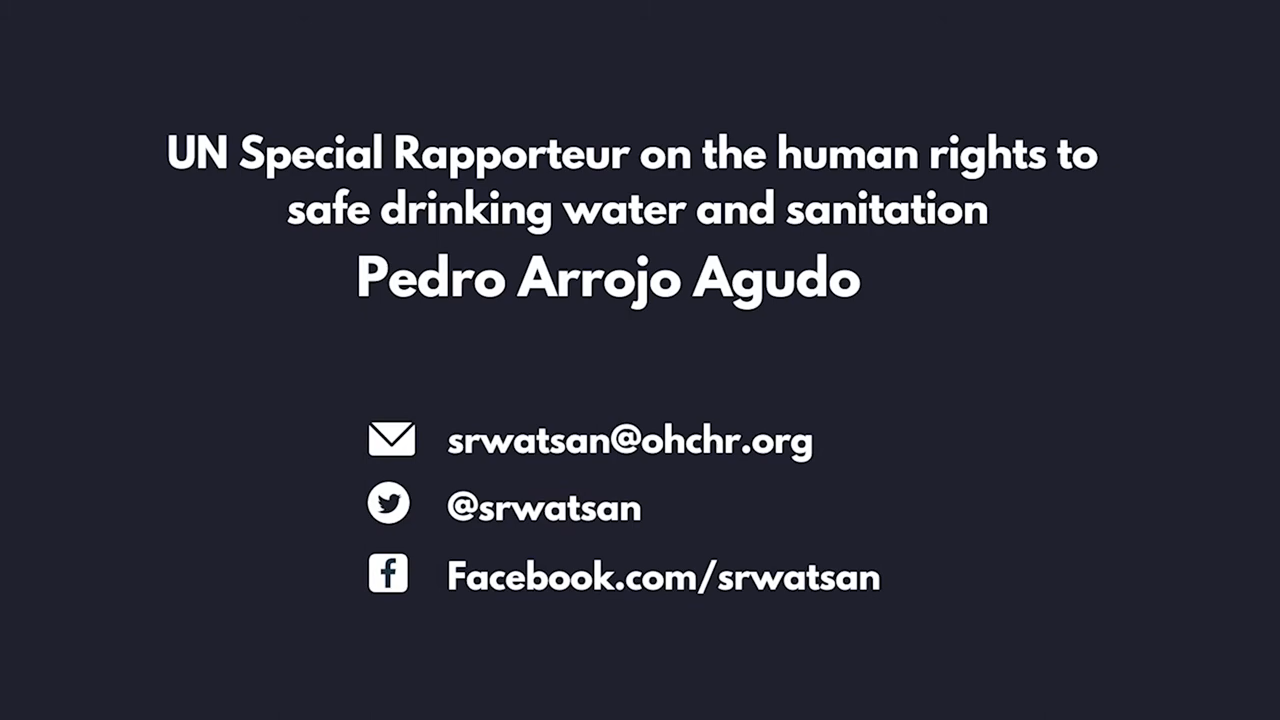 UN Special Rapporteur on the human rights to
safe drinking water and sanitation
Pedro Arrojo Agudo
srwatsan@ohchr.org
@srwatsan
Facebook.com/srwatsan